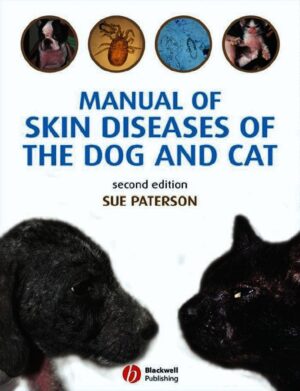 MANUAL OF
SKIN DISEASES OF
THE DOG AND CAT
second edition
SUE PATERSON
Blackwell
Publishing